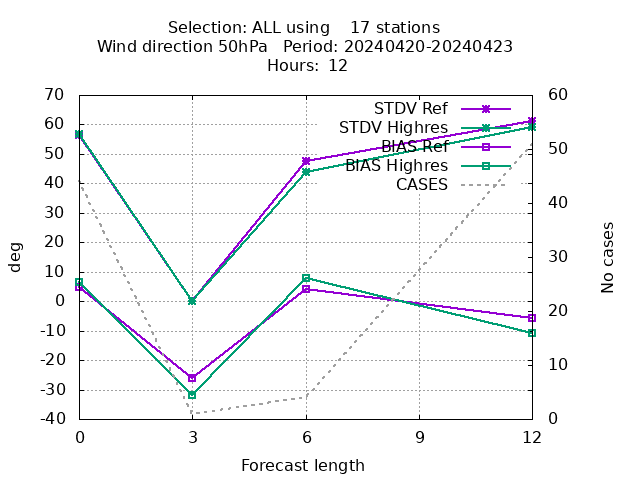 Selection: ALL using    17 stations
Wind direction 50hPa   Period: 20240420-20240423
Hours: 12
70
60
50
40
30
20
10
0
-10
-20
-30
-40
deg
STDV Ref
STDV Highres
BIAS Ref
BIAS Highres
CASES
60
50
40
30
20
10
0
No cases
0 3 6 9 12
Forecast length